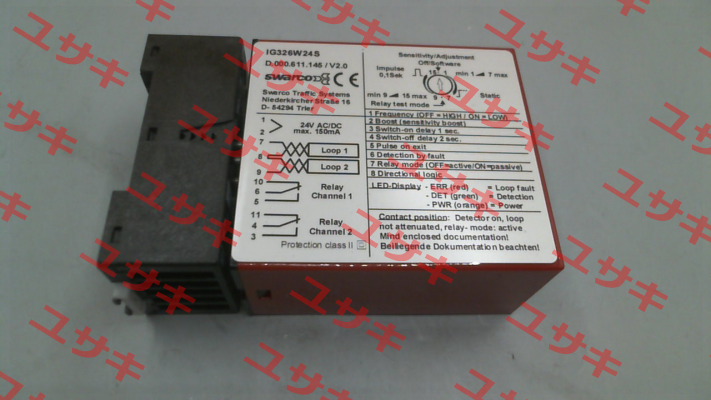 IG326W24S
D.000.611.146 / V2.0
swarco CE
Swarco Traffic Systems
Niederkircher Straße 16
D- 54294 Trier
1
2
24V AC/DC
max. 150mA
7
8
9
Loop 1
Loop 2
10
6
5
Relay
Channel 1
11
4
3
Relay
Channel 2
Protection class II
Sensitivity/Adjustment
Off/Software
Impulse
0,1Sek
16 1
min 1 7 max
min 9 15 max
9
Static
Relay test mode
1 Frequency (OFF = HIGH / ON = LOW)
2 Boost (sensitivity boost)
3 Switch-on delay 1 sec.
4 Switch-off delay 2 sec.
5 Pulse on exit
6 Detection by fault
7 Relay mode (OFF=active/ON=passive)
8 Directional logic
LED-Display - ERR (red) = Loop fault
- DET (green) = Detection
- PWR (orange) = Power
Contact position: Detector on, loop
not attenuated, relay- mode: active
Mind enclosed documentation!
Beiliegende Dokumentation beachten!
ユサキ